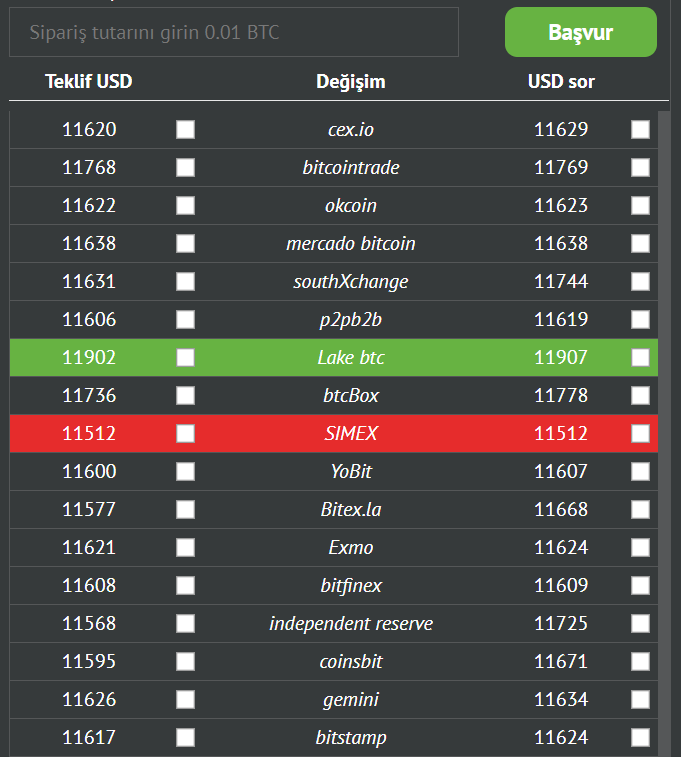 Sipariş tutarını girin 0.01 BTC Başvur
Teklif USD Değişim USD sor
11620 cex.io 11629
11768 bitcointrade 11769
11622 okcoin 11623
11638 mercado bitcoin 11638
11631 southXchange 11744
11606 p2pb2b 11619
11902 Lake btc 11907
11736 btcBox 11778
11512 SIMEX 11512
11600 YoBit 11607
11577 Bitex.la 11668
11621 Exmo 11624
11608 bitfinex 11609
11568 independent reserve 11725
11595 coinsbit 11671
11626 gemini 11634
11617 bitstamp 11624